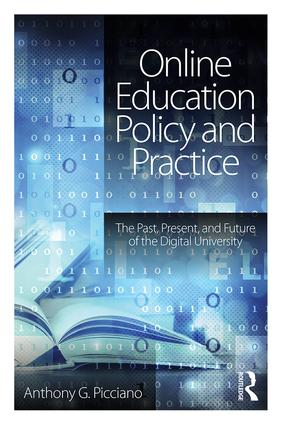 Online
Education
Policy and
Practice
The Past, Present, and Future
of the Digital University
Anthony G. Picciano
ROUTLEDGE